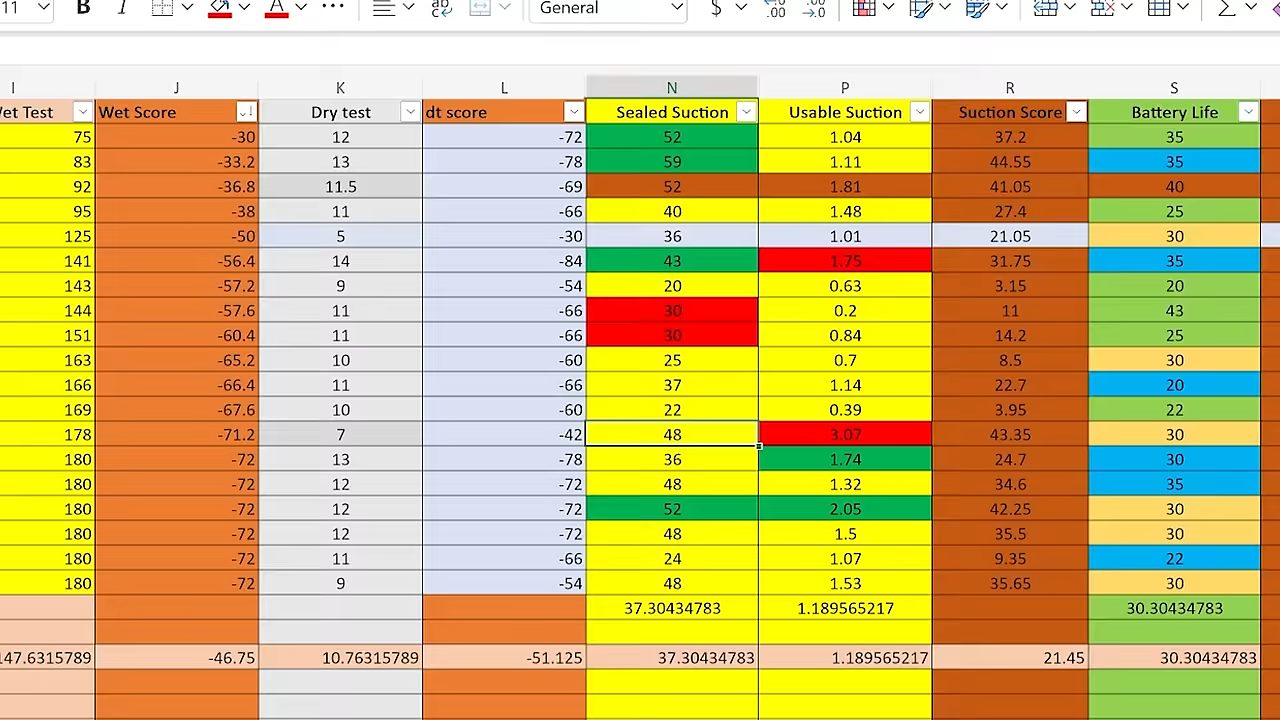 11 B General $ .00 .00
I J K L N P R S
Wet Test Wet Score Dry test dt score Sealed Suction Usable Suction Suction Score Battery Life
75 -30 12 -72 52 1.04 37.2 35
83 -33.2 13 -78 59 1.11 44.55 35
92 -36.8 11.5 -69 52 1.81 41.05 40
95 -38 11 -66 40 1.48 27.4 25
125 -50 5 -30 36 1.01 21.05 30
141 -56.4 14 -84 43 1.75 31.75 35
143 -57.2 9 -54 20 0.63 3.15 20
144 -57.6 11 -66 30 0.2 11 43
151 -60.4 11 -66 30 0.84 14.2 25
163 -65.2 10 -60 25 0.7 8.5 30
166 -66.4 11 -66 37 1.14 22.7 20
169 -67.6 10 -60 22 0.39 3.95 22
178 -71.2 7 -42 48 3.07 43.35 30
180 -72 13 -78 36 1.74 24.7 30
180 -72 12 -72 48 1.32 34.6 35
180 -72 12 -72 52 2.05 42.25 30
180 -72 12 -72 48 1.5 35.5 30
180 -72 11 -66 24 1.07 9.35 22
180 -72 9 -54 48 1.53 35.65 30
37.30434783 1.189565217 30.30434783
147.6315789 -46.75 10.76315789 -51.125 37.30434783 1.189565217 21.45 30.30434783